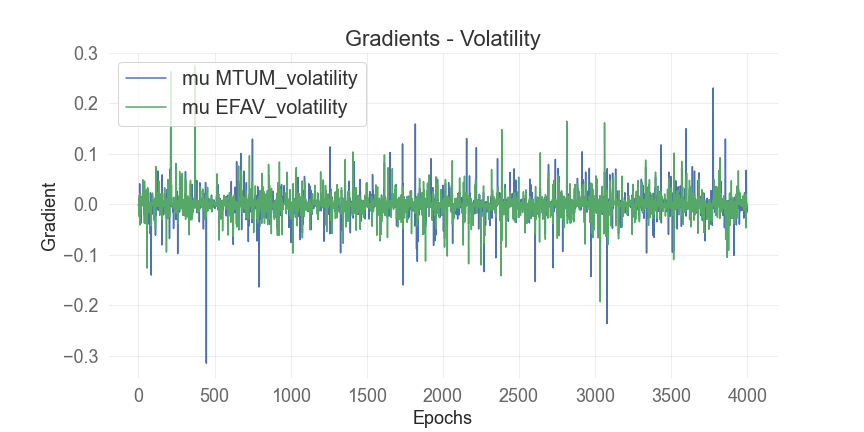 Gradients - Volatility
0.3
0.2
0.1
0.0
−0.1
−0.2
−0.3
Gradient
mu MTUM_volatility
mu EFAV_volatility
0 500 1000 1500 2000 2500 3000 3500 4000
Epochs